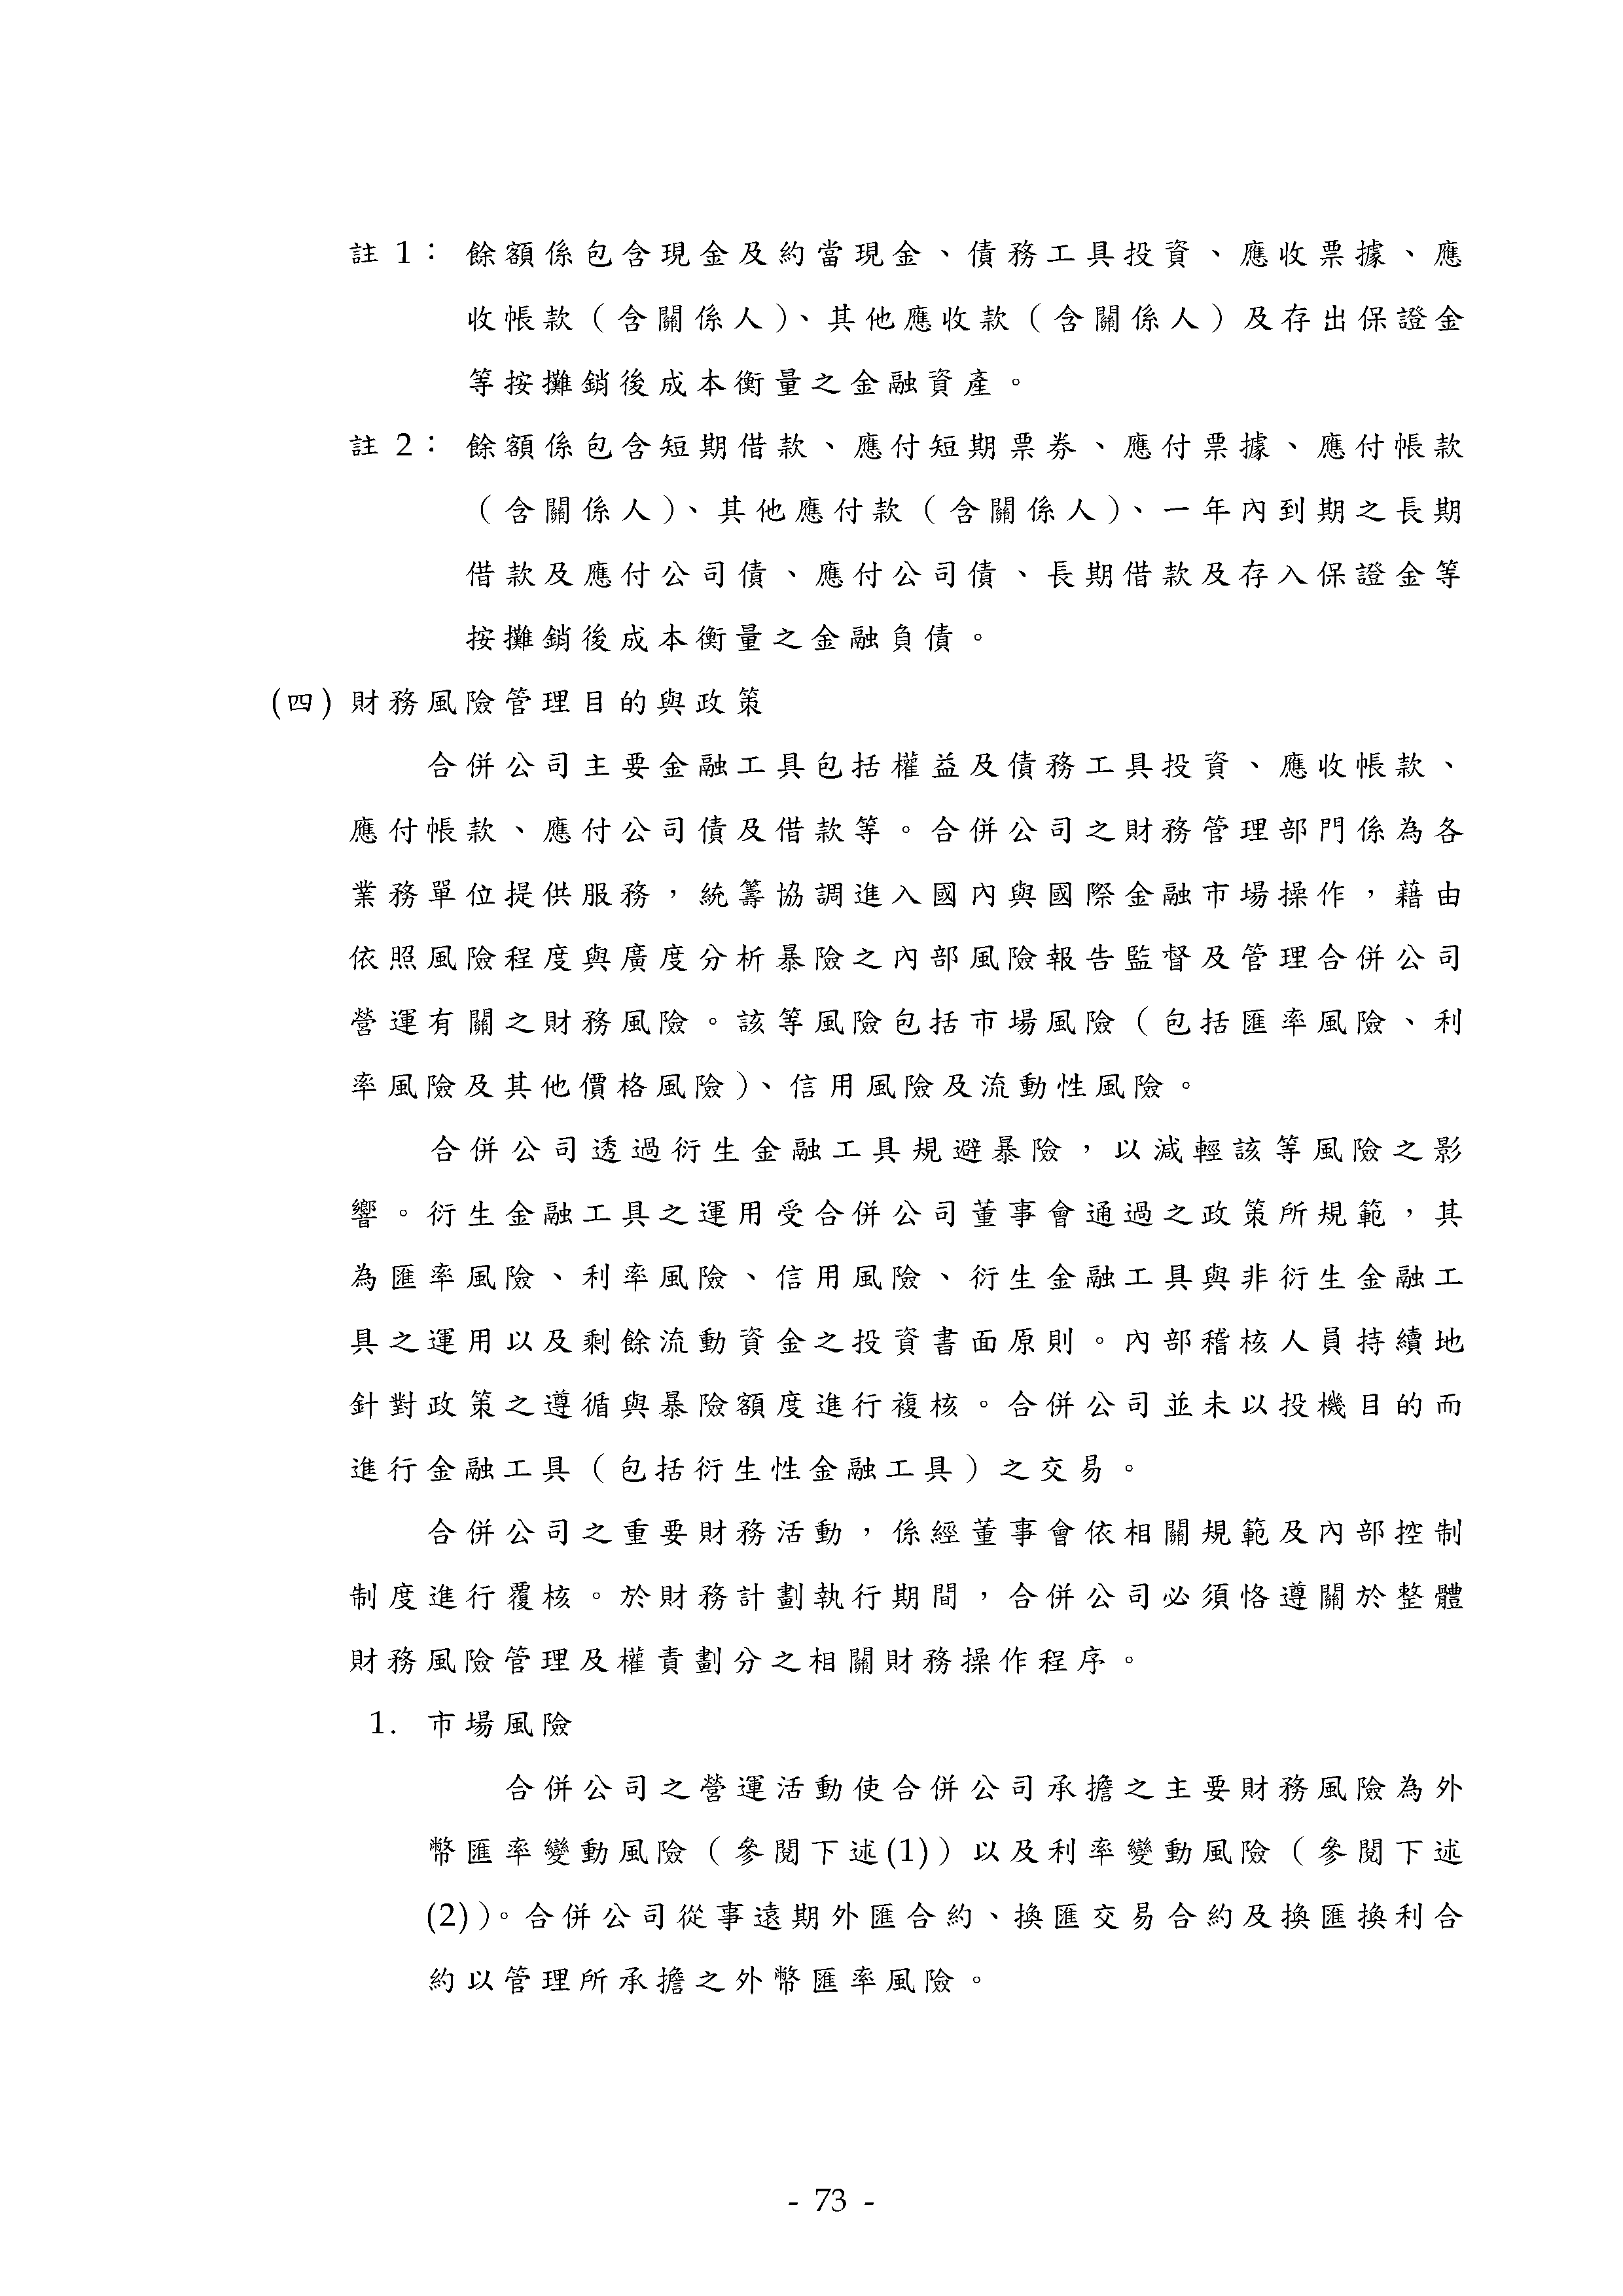 註 1： 餘額係包含現金及約當現金、債務工具投資、應收票據、應
收帳款（含關係人）、其他應收款（含關係人）及存出保證金
等按攤銷後成本衡量之金融資產。
註 2： 餘額係包含短期借款、應付短期票券、應付票據、應付帳款
（含關係人）、其他應付款（含關係人）、一年內到期之長期
借款及應付公司債、應付公司債、長期借款及存入保證金等
按攤銷後成本衡量之金融負債。
(四) 財務風險管理目的與政策
合併公司主要金融工具包括權益及債務工具投資、應收帳款、
應付帳款、應付公司債及借款等。合併公司之財務管理部門係為各
業務單位提供服務，統籌協調進入國內與國際金融市場操作，藉由
依照風險程度與廣度分析暴險之內部風險報告監督及管理合併公司
營運有關之財務風險。該等風險包括市場風險（包括匯率風險、利
率風險及其他價格風險）、信用風險及流動性風險。
合併公司透過衍生金融工具規避暴險，以減輕該等風險之影
響。衍生金融工具之運用受合併公司董事會通過之政策所規範，其
為匯率風險、利率風險、信用風險、衍生金融工具與非衍生金融工
具之運用以及剩餘流動資金之投資書面原則。內部稽核人員持續地
針對政策之遵循與暴險額度進行複核。合併公司並未以投機目的而
進行金融工具（包括衍生性金融工具）之交易。
合併公司之重要財務活動，係經董事會依相關規範及內部控制
制度進行覆核。於財務計劃執行期間，合併公司必須恪遵關於整體
財務風險管理及權責劃分之相關財務操作程序。
1. 市場風險
合併公司之營運活動使合併公司承擔之主要財務風險為外
幣匯率變動風險（參閱下述(1)）以及利率變動風險（參閱下述
(2)）。合併公司從事遠期外匯合約、換匯交易合約及換匯換利合
約以管理所承擔之外幣匯率風險。
- 73 -